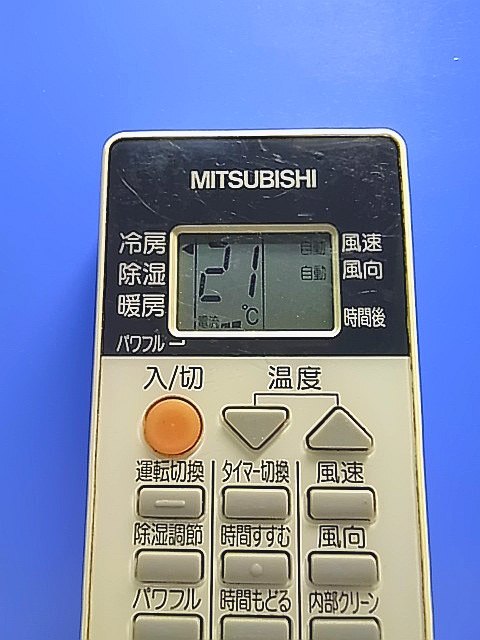 MITSUBISHI
冷房 自動 風速
除湿 21 自動 風向
暖房 ℃ 時間後
パワフル
入/切 温度
運転切換 タイマー切換 風速
除湿調節 時間すすむ 風向
パワフル 時間もどる 内部クリーン